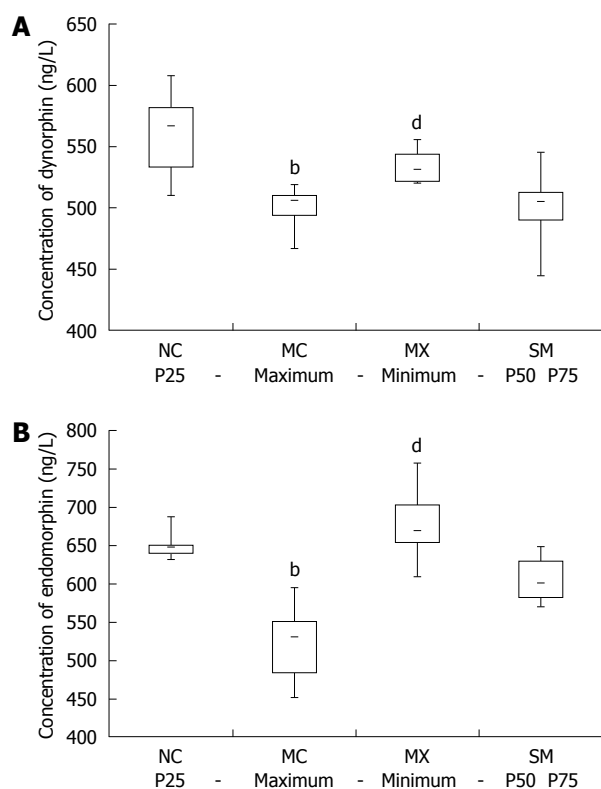 A
Concentration of dynorphin (ng/L)
650
600
550
500
450
400
b
d
NC MC MX SM
P25 - Maximum - Minimum - P50 P75
B
Concentration of endomorphin (ng/L)
800
750
700
650
600
550
500
450
400
b
d
NC MC MX SM
P25 - Maximum - Minimum - P50 P75